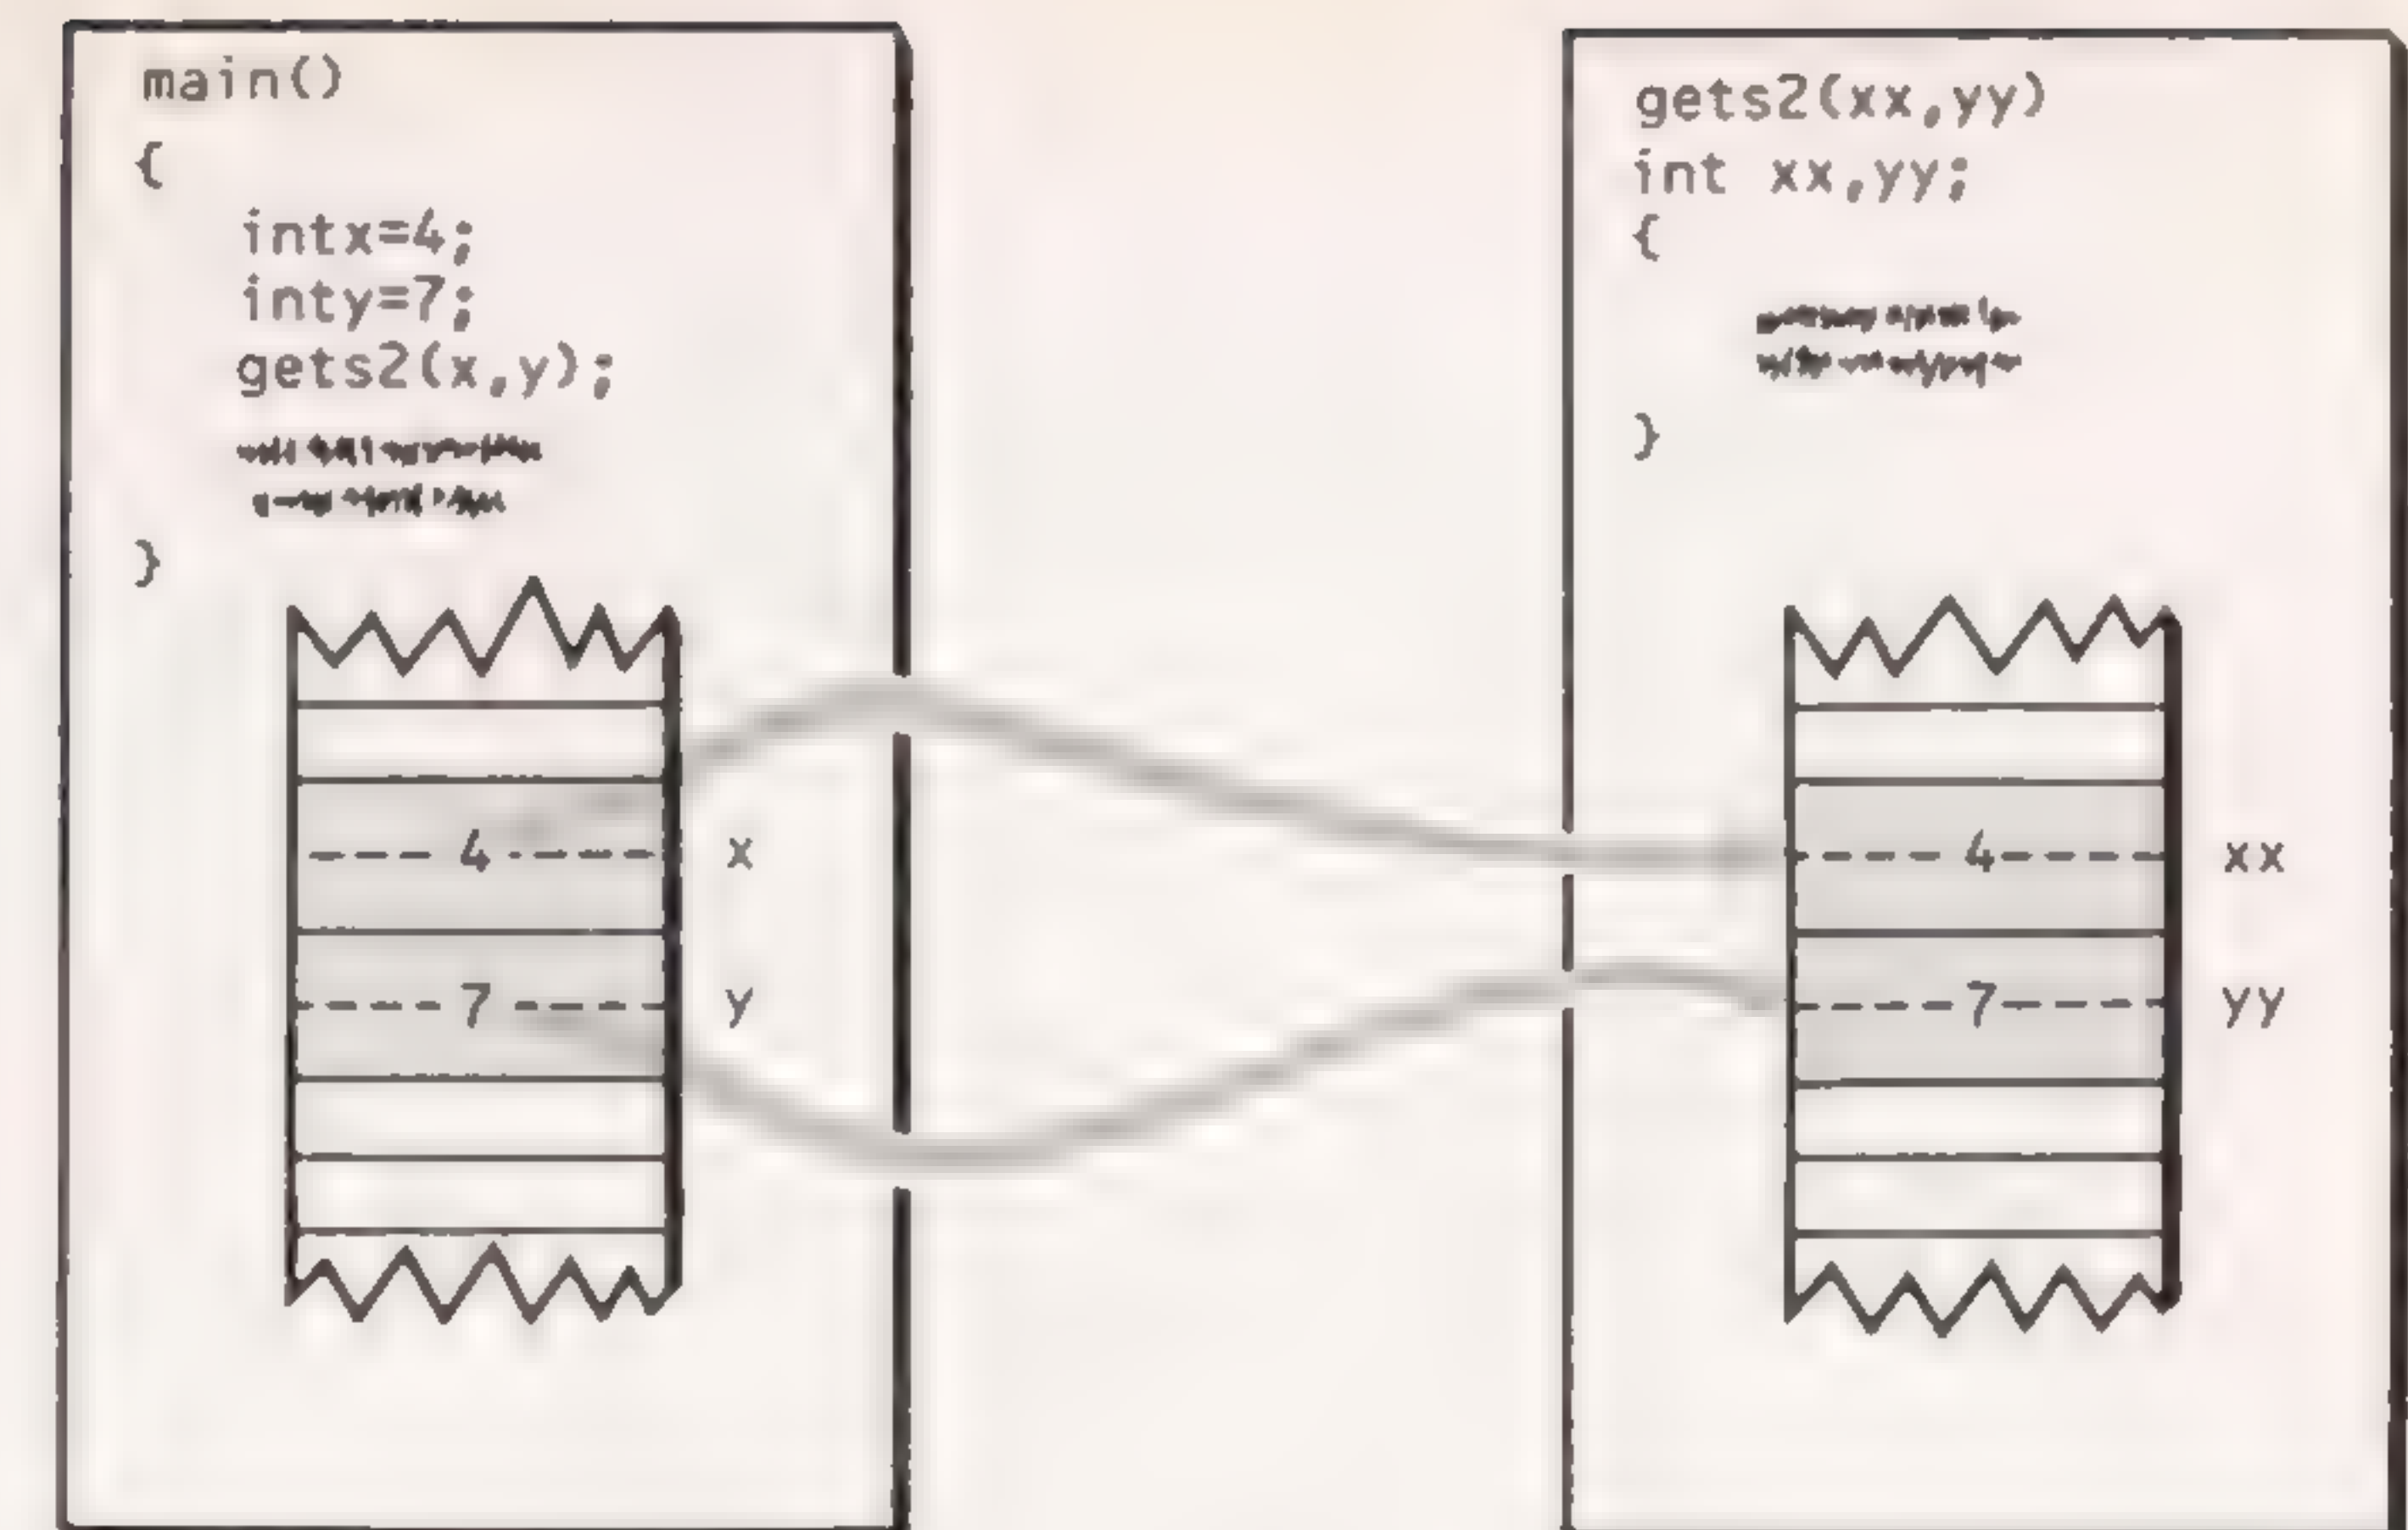 main()
{
intx=4;
inty=7;
gets2(x,y);
}
4 x
7 y
gets2(xx,yy)
int xx,yy;
{
}
4 xx
7 yy